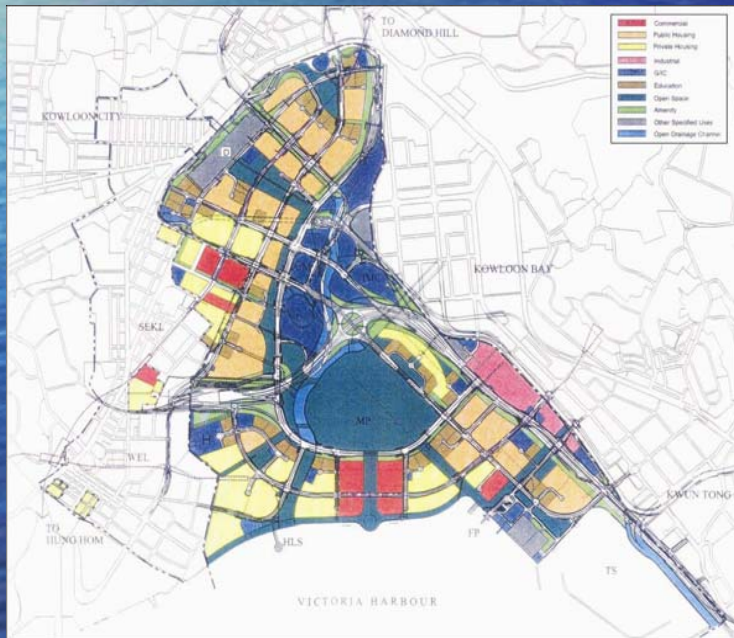 TO
DIAMOND HILL
Commercial
Public Housing
Private Housing
Industrial
G/IC
Education
Open Space
Amenity
Other Specified Uses
Open Drainage Channel
KOWLOON CITY
KOWLOON BAY
SEKL
MP
H
WEL
KWUN TONG
TO
HUNG HOM
HLS
FP
TS
VICTORIA HARBOUR